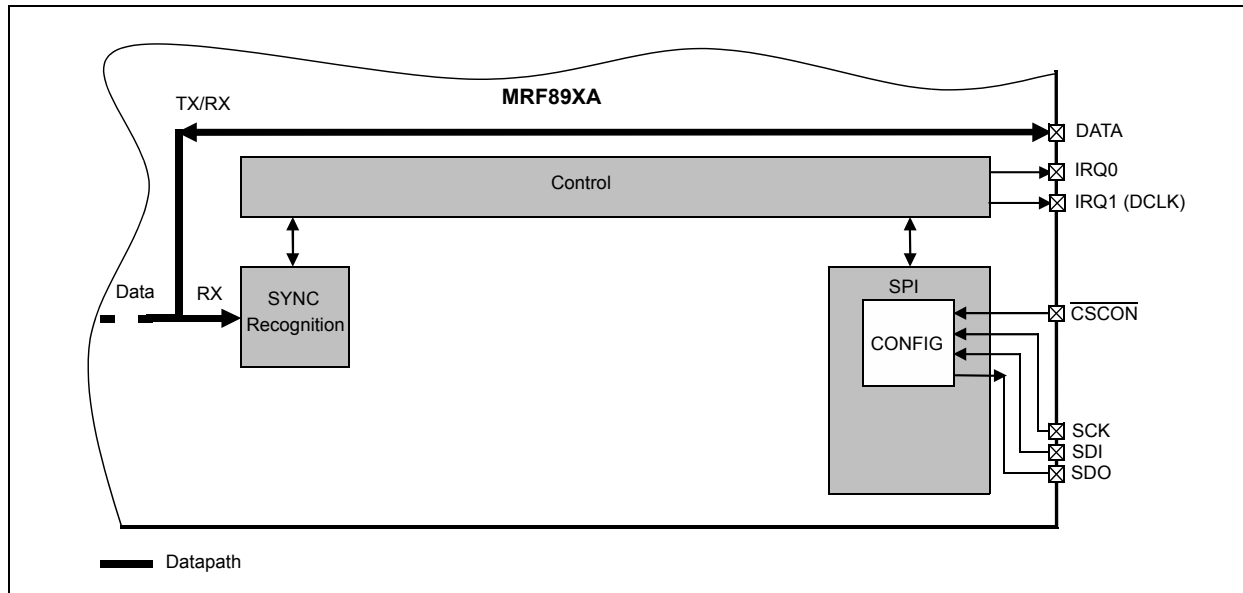 MRF89XA
TX/RX
DATA
IRQ0
Control
IRQ1 (DCLK)
Data
RX
SYNC
Recognition
SPI
CSCON
CONFIG
SCK
SDI
SDO
Datapath